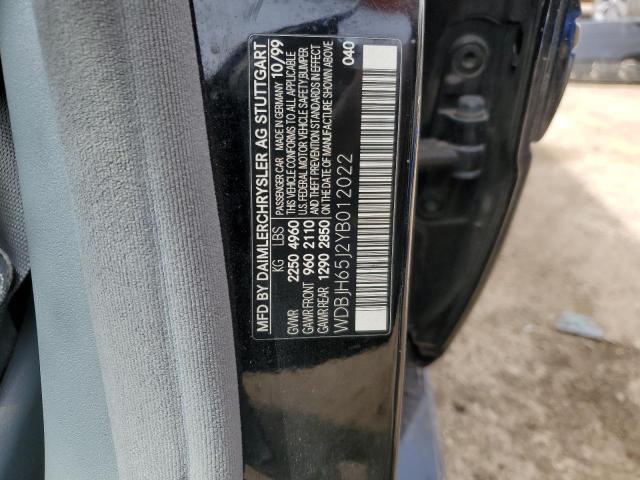 MFD BY DAIMLERCHRYSLER AG STUTTGART
PASSENGER CAR MADE IN GERMANY 10/99
THIS VEHICLE CONFORMS TO ALL APPLICABLE
U.S. FEDERAL MOTOR VEHICLE SAFETY/BUMPER
AND THEFT PREVENTION STANDARDS IN EFFECT
ON THE DATE OF MANUFACTURE SHOWN ABOVE
KG LBS
GVWR 2250 4960
GAWR FRONT 960 2110
GAWR REAR 1290 2850
040
WDBJH65J2YB012022